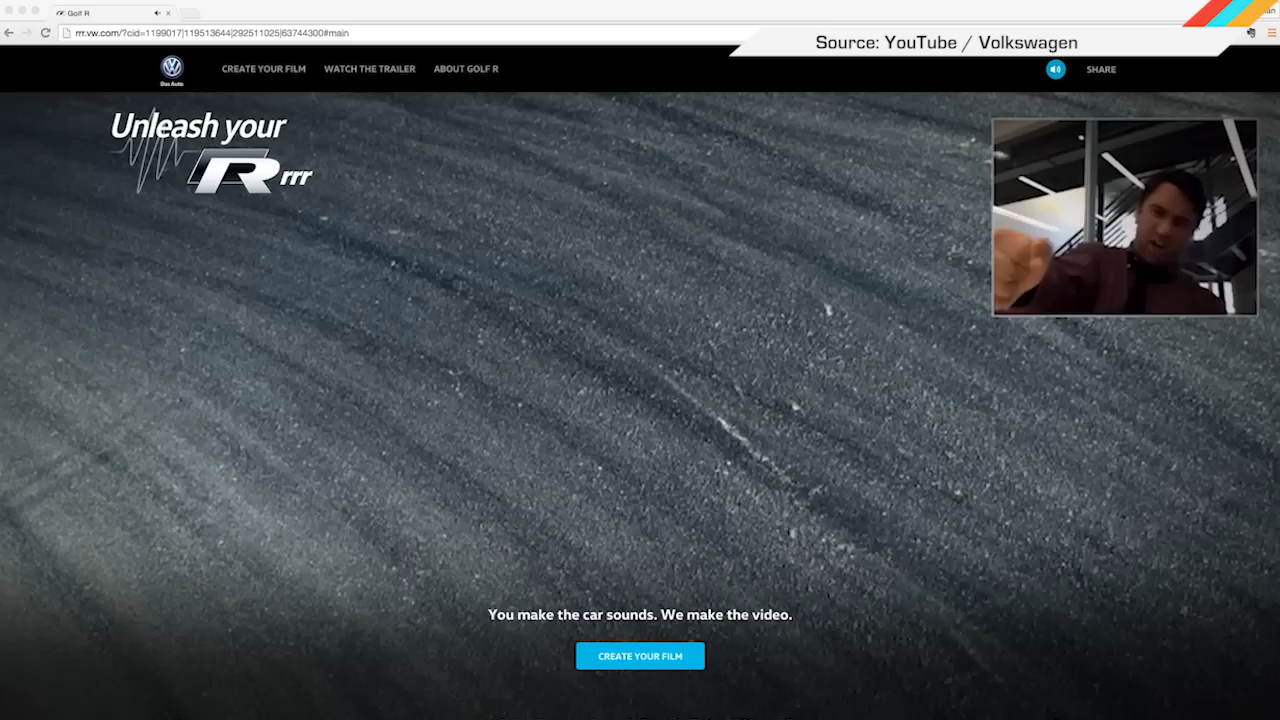 Golf R
rrr.vw.com/?cid=1199017|119513644|292511025|63744300#main
Source: YouTube / Volkswagen
Das Auto
CREATE YOUR FILM
WATCH THE TRAILER
ABOUT GOLF R
SHARE
Unleash your
R rrr
You make the car sounds. We make the video.
CREATE YOUR FILM